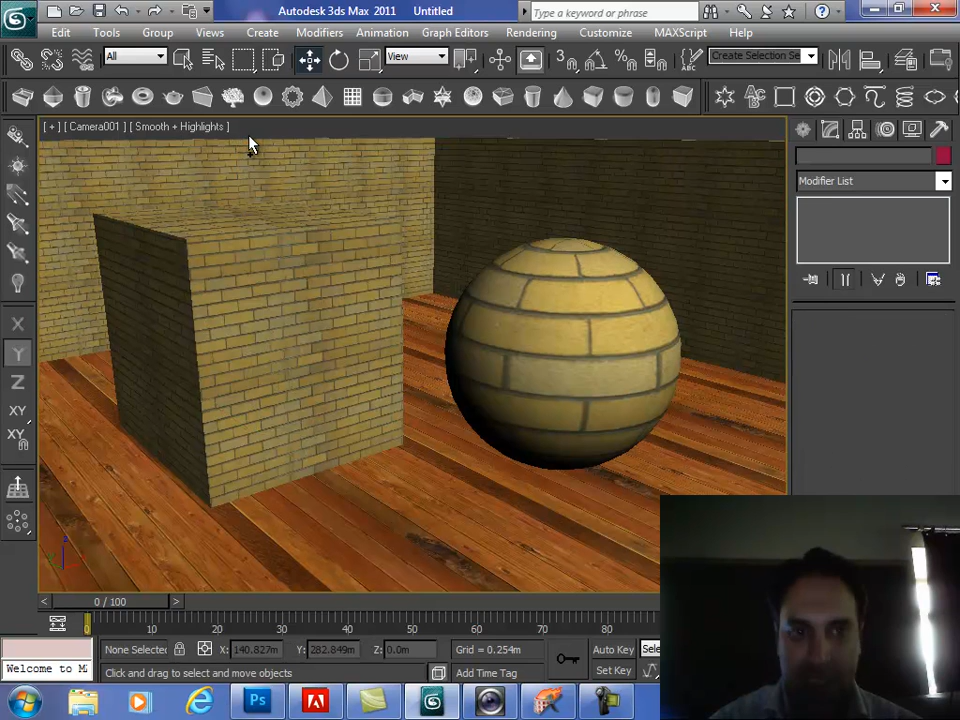 Autodesk 3ds Max 2011 Untitled
Type a keyword or phrase
Edit Tools Group Views Create Modifiers Animation Graph Editors Rendering Customize MAXScript Help
All View 3 Create Selection Se
[ + ] [ Camera001 ] [ Smooth + Highlights ]
Modifier List
X
Y
Z
XY
XY
0 / 100
10 20 30 40 50 60 70 80
None Selected X: 140.827m Y: 282.849m Z: 0.0m Grid = 0.254m Auto Key Sele
Welcome to M Click and drag to select and move objects Add Time Tag Set Key
Ps